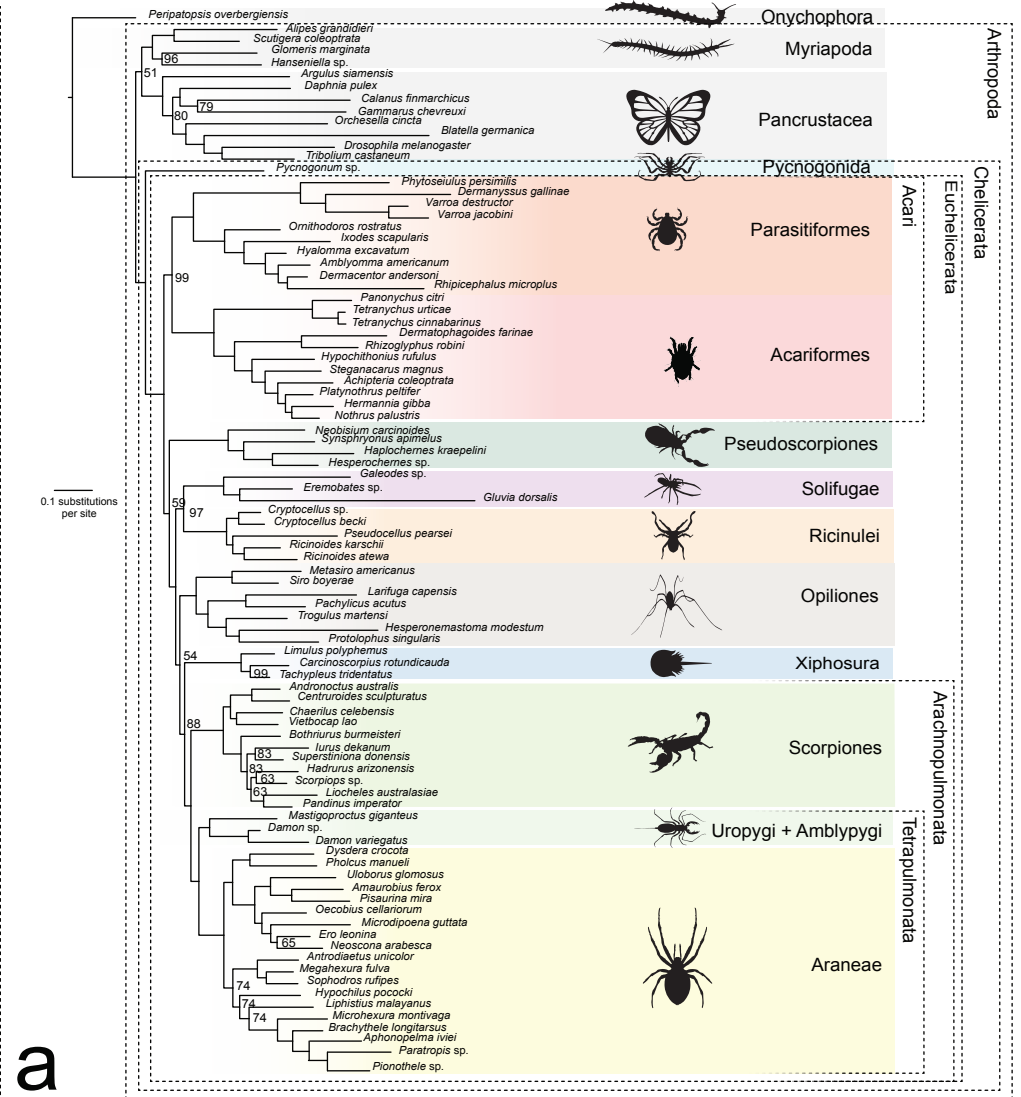 Peripatopsis overbergiensis
Onychophora
Alipes grandidieri
Scutigera coleoptrata
Glomeris marginata
Hanseniella sp.
96
51
Myriapoda
Arthropoda
Argulus siamensis
Daphnia pulex
Calanus finmarchicus
Gammarus chevreuxi
79
Orchesella cincta
80
Blatella germanica
Drosophila melanogaster
Tribolium castaneum
Pancrustacea
Pycnogonum sp.
Pycnogonida
Chelicerata
Euchelicerata
Acari
Phytoseiulus persimilis
Dermanyssus gallinae
Varroa destructor
Varroa jacobini
Ornithodoros rostratus
Ixodes scapularis
Hyalomma excavatum
Amblyomma americanum
Dermacentor andersoni
Rhipicephalus microplus
Parasitiformes
99
Panonychus citri
Tetranychus urticae
Tetranychus cinnabarinus
Dermatophagoides farinae
Rhizoglyphus robini
Hypochithonius rufulus
Steganacarus magnus
Achipteria coleoptrata
Platynothrus peltifer
Hermannia gibba
Nothrus palustris
Acariformes
Neobisium carcinoides
Synsphryonus apimelus
Haplochernes kraepelini
Hesperochernes sp.
Pseudoscorpiones
Galeodes sp.
Eremobates sp.
Gluvia dorsalis
Solifugae
0.1 substitutions
per site
59
97
Cryptocellus sp.
Cryptocellus becki
Pseudocellus pearsei
Ricinoides karschii
Ricinoides atewa
Ricinulei
Metasiro americanus
Siro boyerae
Larifuga capensis
Pachylicus acutus
Trogulus martensi
Hesperonemastoma modestum
Protolophus singularis
Opiliones
54
Limulus polyphemus
Carcinoscorpius rotundicauda
99
Tachypleus tridentatus
Xiphosura
88
Androctonus australis
Centruroides sculpturatus
Chaerilus celebensis
Vietbocap lao
Bothriurus burmeisteri
Iurus dekanum
83
Superstiniona donensis
83
Hadrurus arizonensis
63
Scorpiops sp.
63
Liocheles australasiae
Pandinus imperator
Scorpiones
Arachnopulmonata
Mastigoproctus giganteus
Damon sp.
Damon variegatus
Uropygi + Amblypygi
Tetrapulmonata
Dysdera crocota
Pholcus manueli
Uloborus glomosus
Amaurobius ferox
Pisaurina mira
Oecobius cellariorum
Microdipoena guttata
Ero leonina
65
Neoscona arabesca
Antrodiaetus unicolor
Megahexura fulva
Sophodros rufipes
74
Hypochilus pococki
74
Liphistius malayanus
74
Microhexura montivaga
Brachythele longitarsus
Aphonopelma iviei
Paratropis sp.
Pionothele sp.
Araneae
a